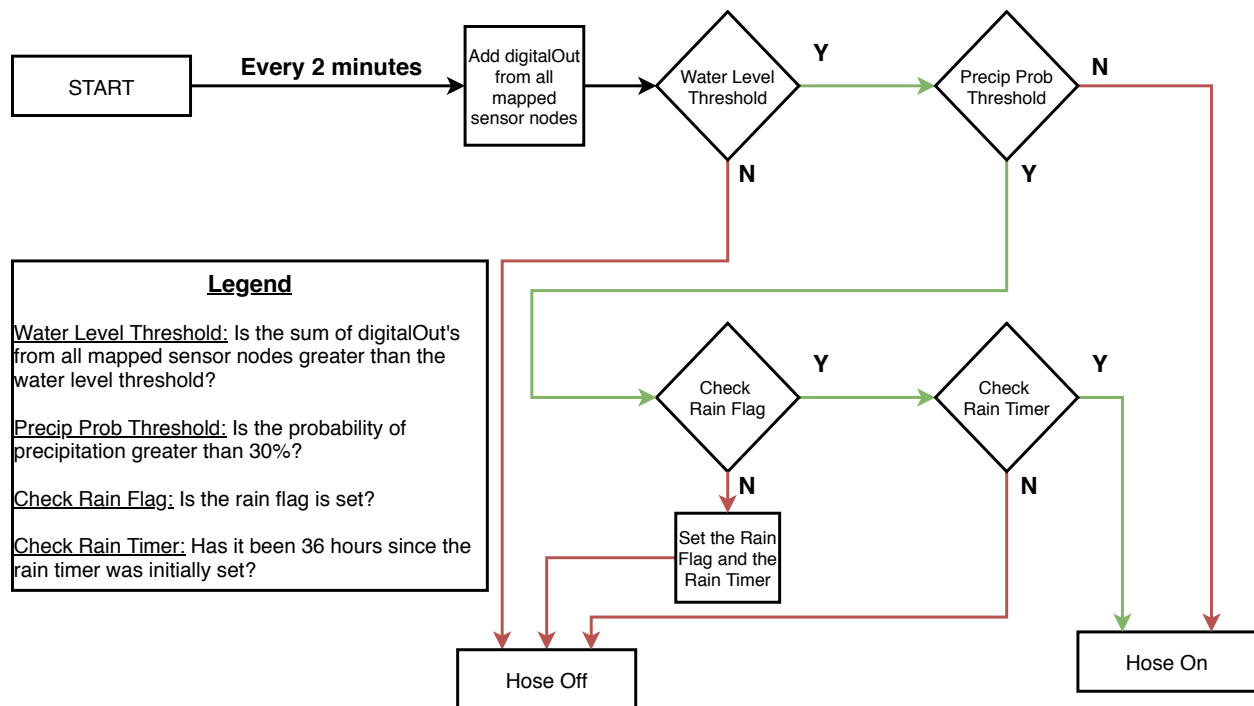 START
Every 2 minutes
Add digitalOut
from all
mapped
sensor nodes
Water Level
Threshold
Y
N
Precip Prob
Threshold
N
Y
Legend
Water Level Threshold: Is the sum of digitalOut's
from all mapped sensor nodes greater than the
water level threshold?
Precip Prob Threshold: Is the probability of
precipitation greater than 30%?
Check Rain Flag: Is the rain flag is set?
Check Rain Timer: Has it been 36 hours since the
rain timer was initially set?
Check
Rain Flag
Y
N
Check
Rain Timer
Y
N
Set the Rain
Flag and the
Rain Timer
Hose Off
Hose On